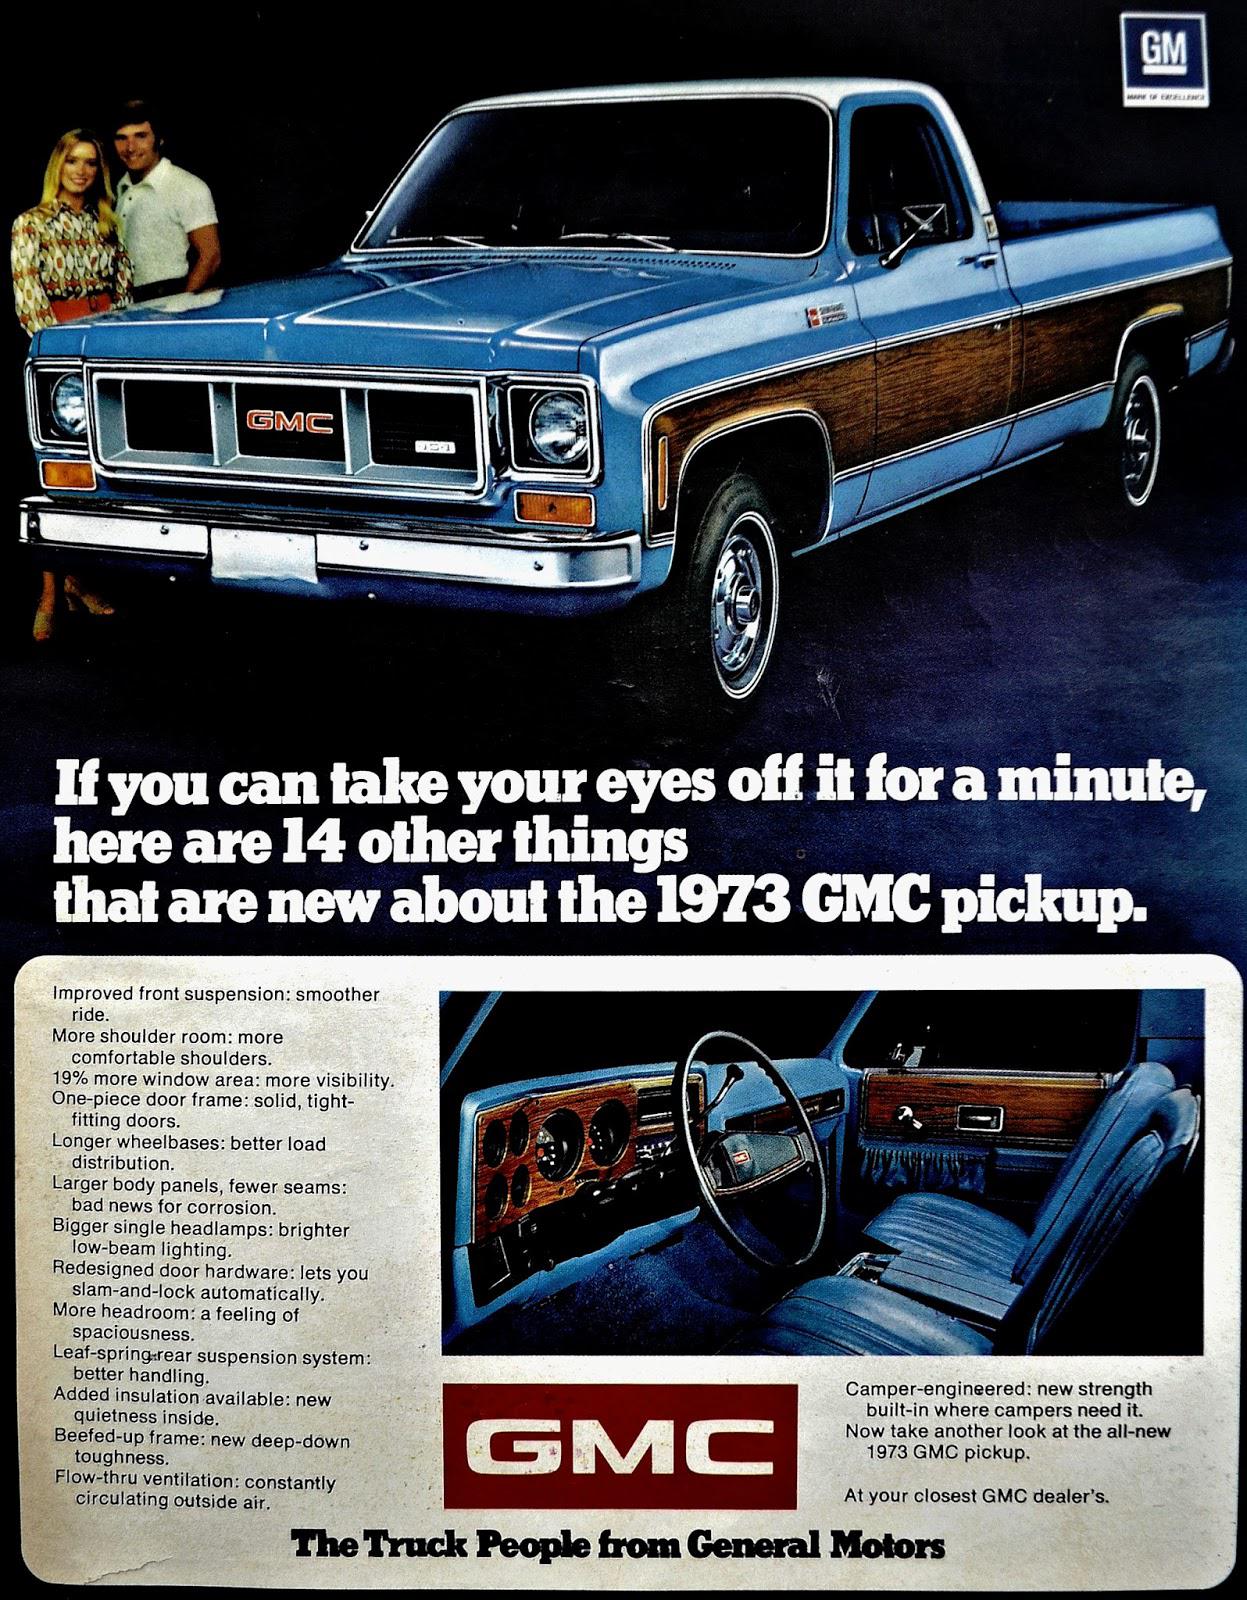 GM
MARK OF EXCELLENCE
GMC
If you can take your eyes off it for a minute,
here are 14 other things
that are new about the 1973 GMC pickup.
Improved front suspension: smoother
ride.
More shoulder room: more
comfortable shoulders.
19% more window area: more visibility.
One-piece door frame: solid, tight-
fitting doors.
Longer wheelbases: better load
distribution.
Larger body panels, fewer seams:
bad news for corrosion.
Bigger single headlamps: brighter
low-beam lighting.
Redesigned door hardware: lets you
slam-and-lock automatically.
More headroom: a feeling of
spaciousness.
Leaf-spring rear suspension system:
better handling.
Added insulation available: new
quietness inside.
Beefed-up frame: new deep-down
toughness.
Flow-thru ventilation: constantly
circulating outside air.
GMC
GMC
Camper-engineered: new strength
built-in where campers need it.
Now take another look at the all-new
1973 GMC pickup.
At your closest GMC dealer's.
The Truck People from General Motors